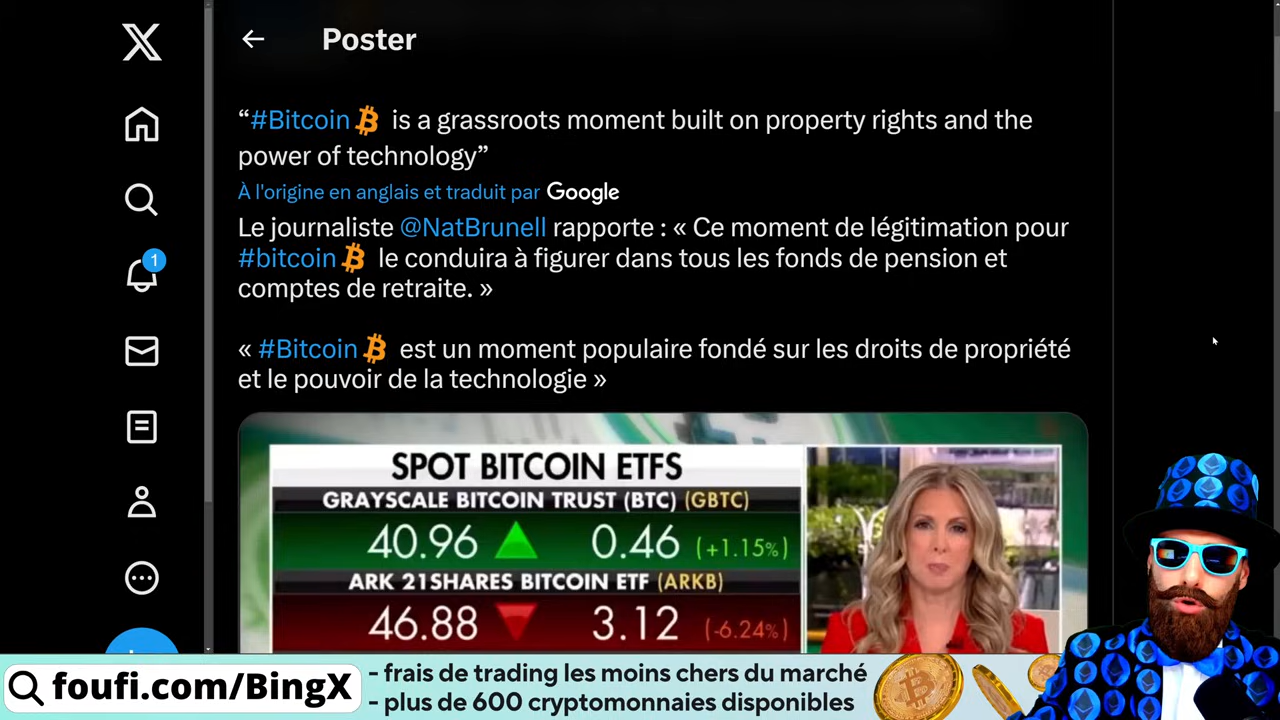 Poster
“#Bitcoin is a grassroots moment built on property rights and the
power of technology”
À l'origine en anglais et traduit par Google
Le journaliste @NatBrunell rapporte : « Ce moment de légitimation pour
#bitcoin le conduira à figurer dans tous les fonds de pension et
comptes de retraite. »
« #Bitcoin est un moment populaire fondé sur les droits de propriété
et le pouvoir de la technologie »
1
SPOT BITCOIN ETFS
GRAYSCALE BITCOIN TRUST (BTC) (GBTC)
40.96 ▲ 0.46 (+1.15%)
ARK 21SHARES BITCOIN ETF (ARKB)
46.88 ▼ 3.12 (-6.24%)
foufi.com/BingX
- frais de trading les moins chers du marché
- plus de 600 cryptomonnaies disponibles